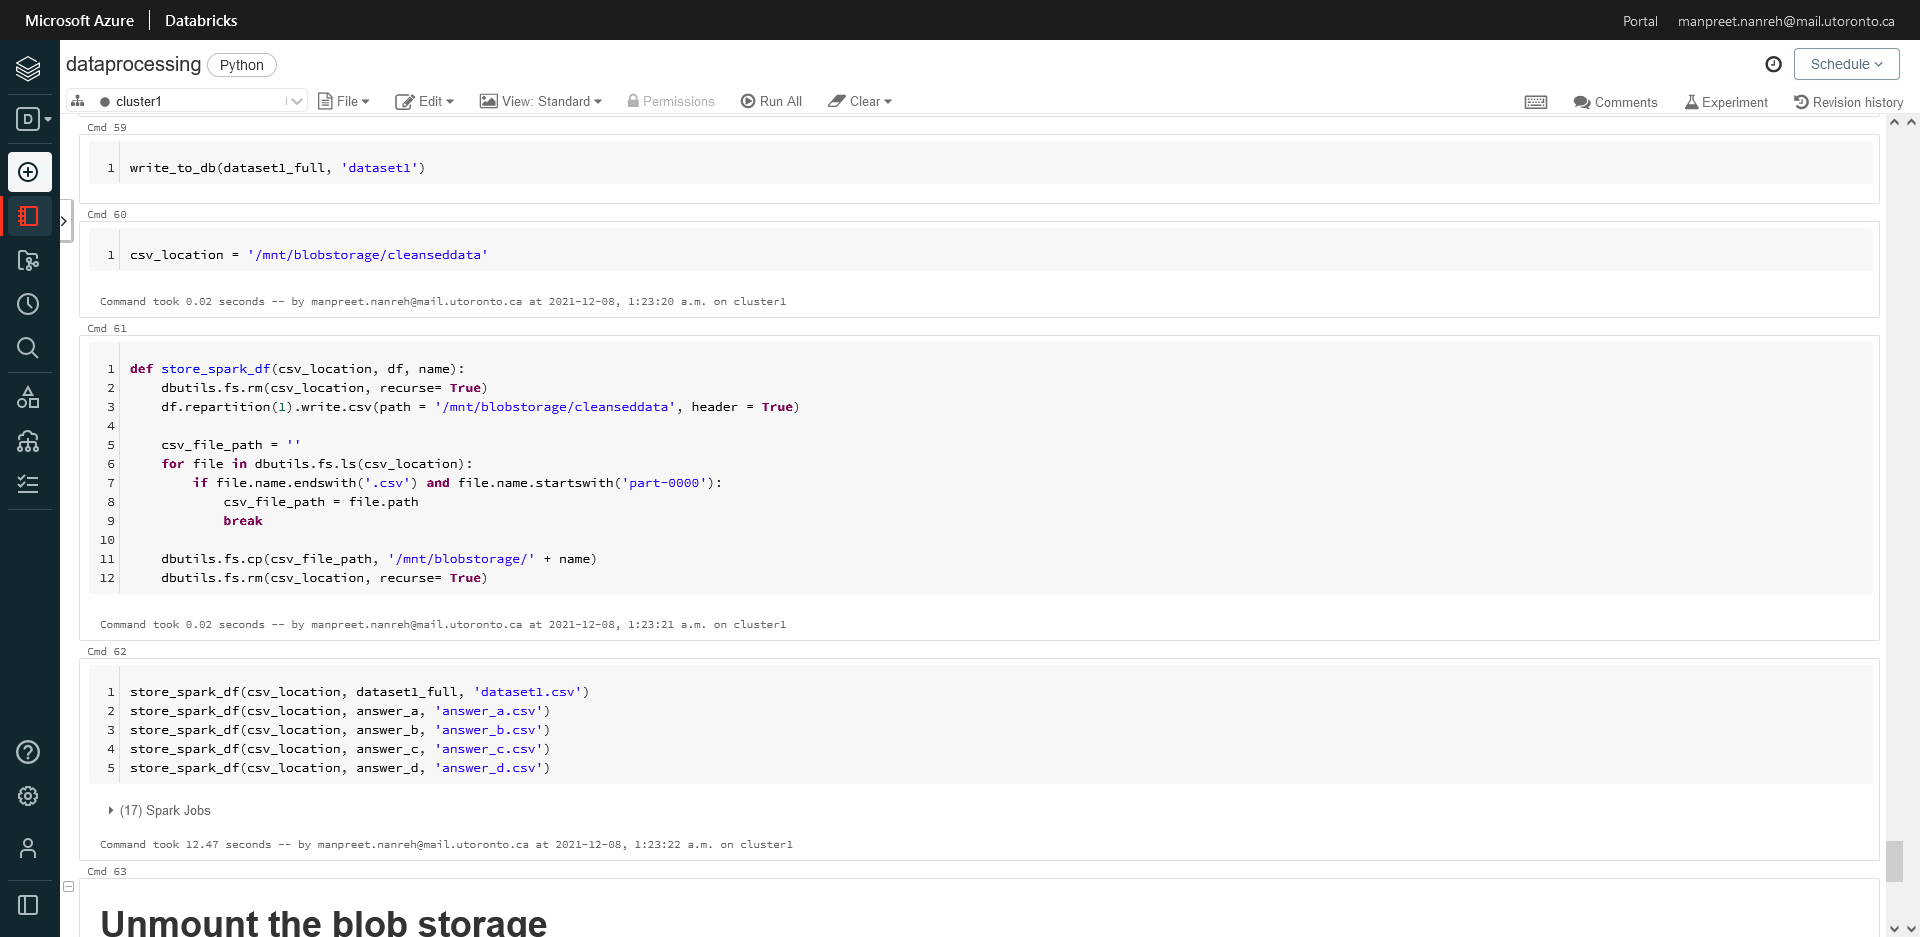 Microsoft Azure | Databricks Portal manpreet.nanreh@mail.utoronto.ca
dataprocessing Python Schedule
cluster1 File Edit View: Standard Permissions Run All Clear Comments Experiment Revision history
D
Cmd 59
1 write_to_db(dataset1_full, 'dataset1')
Cmd 60
1 csv_location = '/mnt/blobstorage/cleanseddata'
Command took 0.02 seconds -- by manpreet.nanreh@mail.utoronto.ca at 2021-12-08, 1:23:20 a.m. on cluster1
Cmd 61
1 def store_spark_df(csv_location, df, name):
2     dbutils.fs.rm(csv_location, recurse= True)
3     df.repartition(1).write.csv(path = '/mnt/blobstorage/cleanseddata', header = True)
4
5     csv_file_path = ''
6     for file in dbutils.fs.ls(csv_location):
7         if file.name.endswith('.csv') and file.name.startswith('part-0000'):
8             csv_file_path = file.path
9             break
10
11     dbutils.fs.cp(csv_file_path, '/mnt/blobstorage/' + name)
12     dbutils.fs.rm(csv_location, recurse= True)
Command took 0.02 seconds -- by manpreet.nanreh@mail.utoronto.ca at 2021-12-08, 1:23:21 a.m. on cluster1
Cmd 62
1 store_spark_df(csv_location, dataset1_full, 'dataset1.csv')
2 store_spark_df(csv_location, answer_a, 'answer_a.csv')
3 store_spark_df(csv_location, answer_b, 'answer_b.csv')
4 store_spark_df(csv_location, answer_c, 'answer_c.csv')
5 store_spark_df(csv_location, answer_d, 'answer_d.csv')
(17) Spark Jobs
Command took 12.47 seconds -- by manpreet.nanreh@mail.utoronto.ca at 2021-12-08, 1:23:22 a.m. on cluster1
Cmd 63
Unmount the blob storage